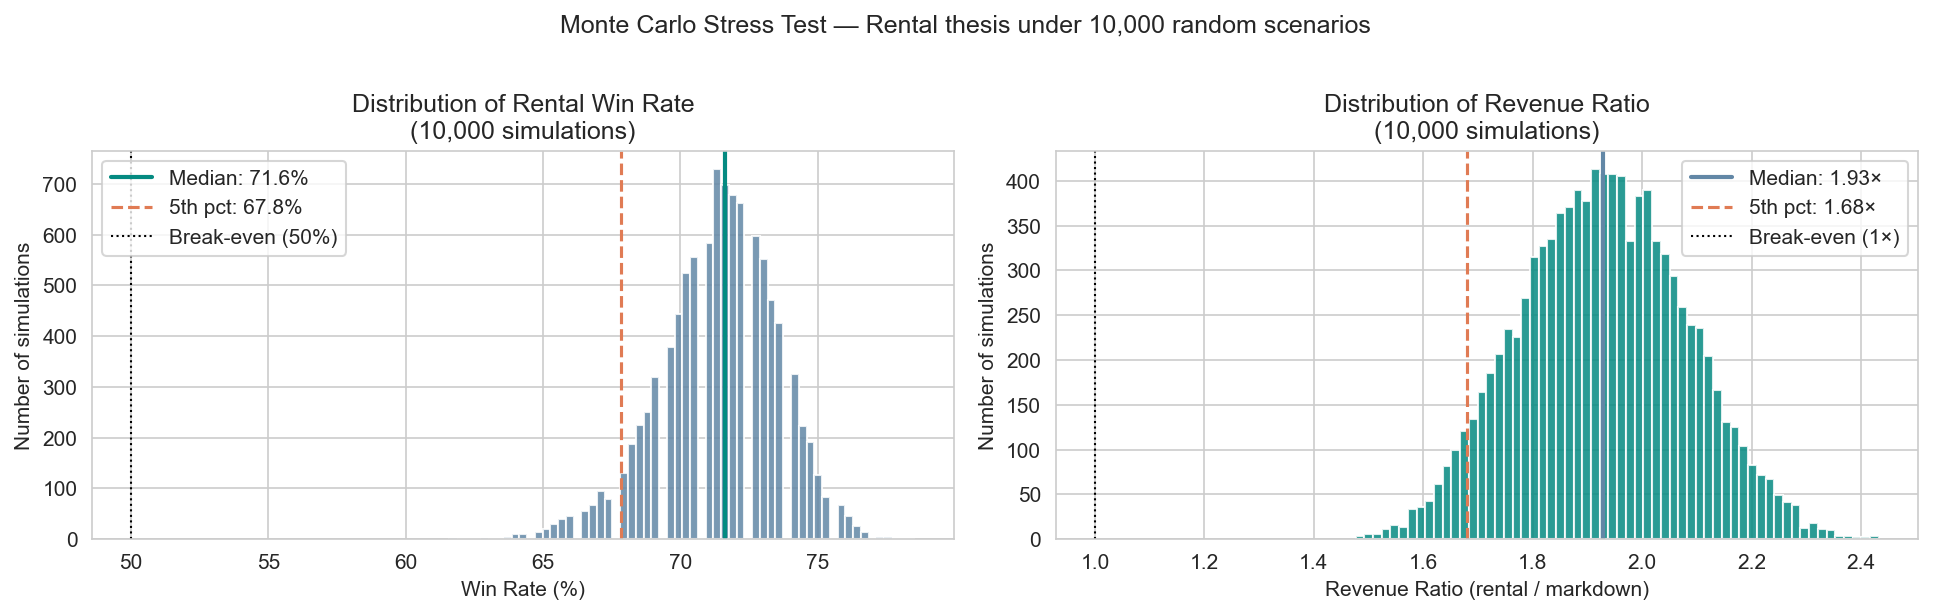 Monte Carlo Stress Test — Rental thesis under 10,000 random scenarios
Distribution of Rental Win Rate
(10,000 simulations)
Median: 71.6%
5th pct: 67.8%
Break-even (50%)
Number of simulations
700
600
500
400
300
200
100
0
50
55
60
65
70
75
Win Rate (%)
Distribution of Revenue Ratio
(10,000 simulations)
Median: 1.93×
5th pct: 1.68×
Break-even (1×)
Number of simulations
400
350
300
250
200
150
100
50
0
1.0
1.2
1.4
1.6
1.8
2.0
2.2
2.4
Revenue Ratio (rental / markdown)